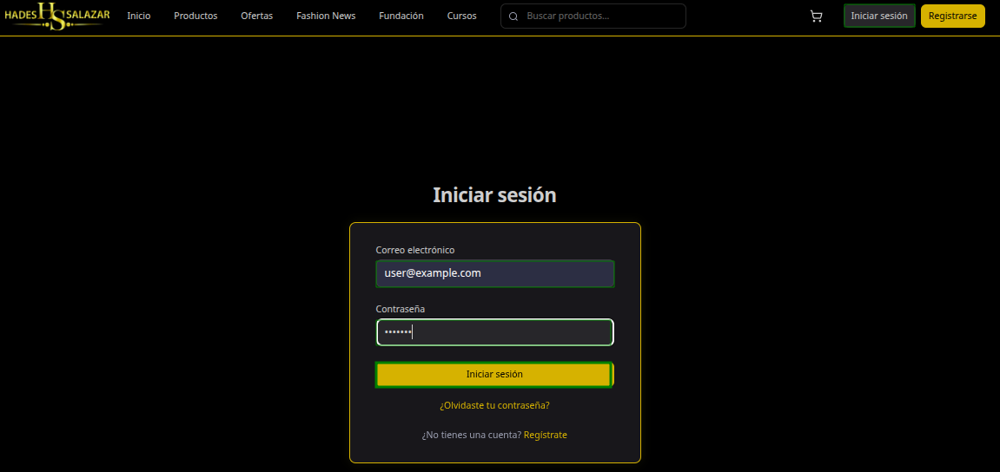 HADES HS SALAZAR
Inicio Productos Ofertas Fashion News Fundación Cursos Buscar productos... Iniciar sesión Registrarse
Iniciar sesión
Correo electrónico
user@example.com
Contraseña
•••••••
Iniciar sesión
¿Olvidaste tu contraseña?
¿No tienes una cuenta? Regístrate